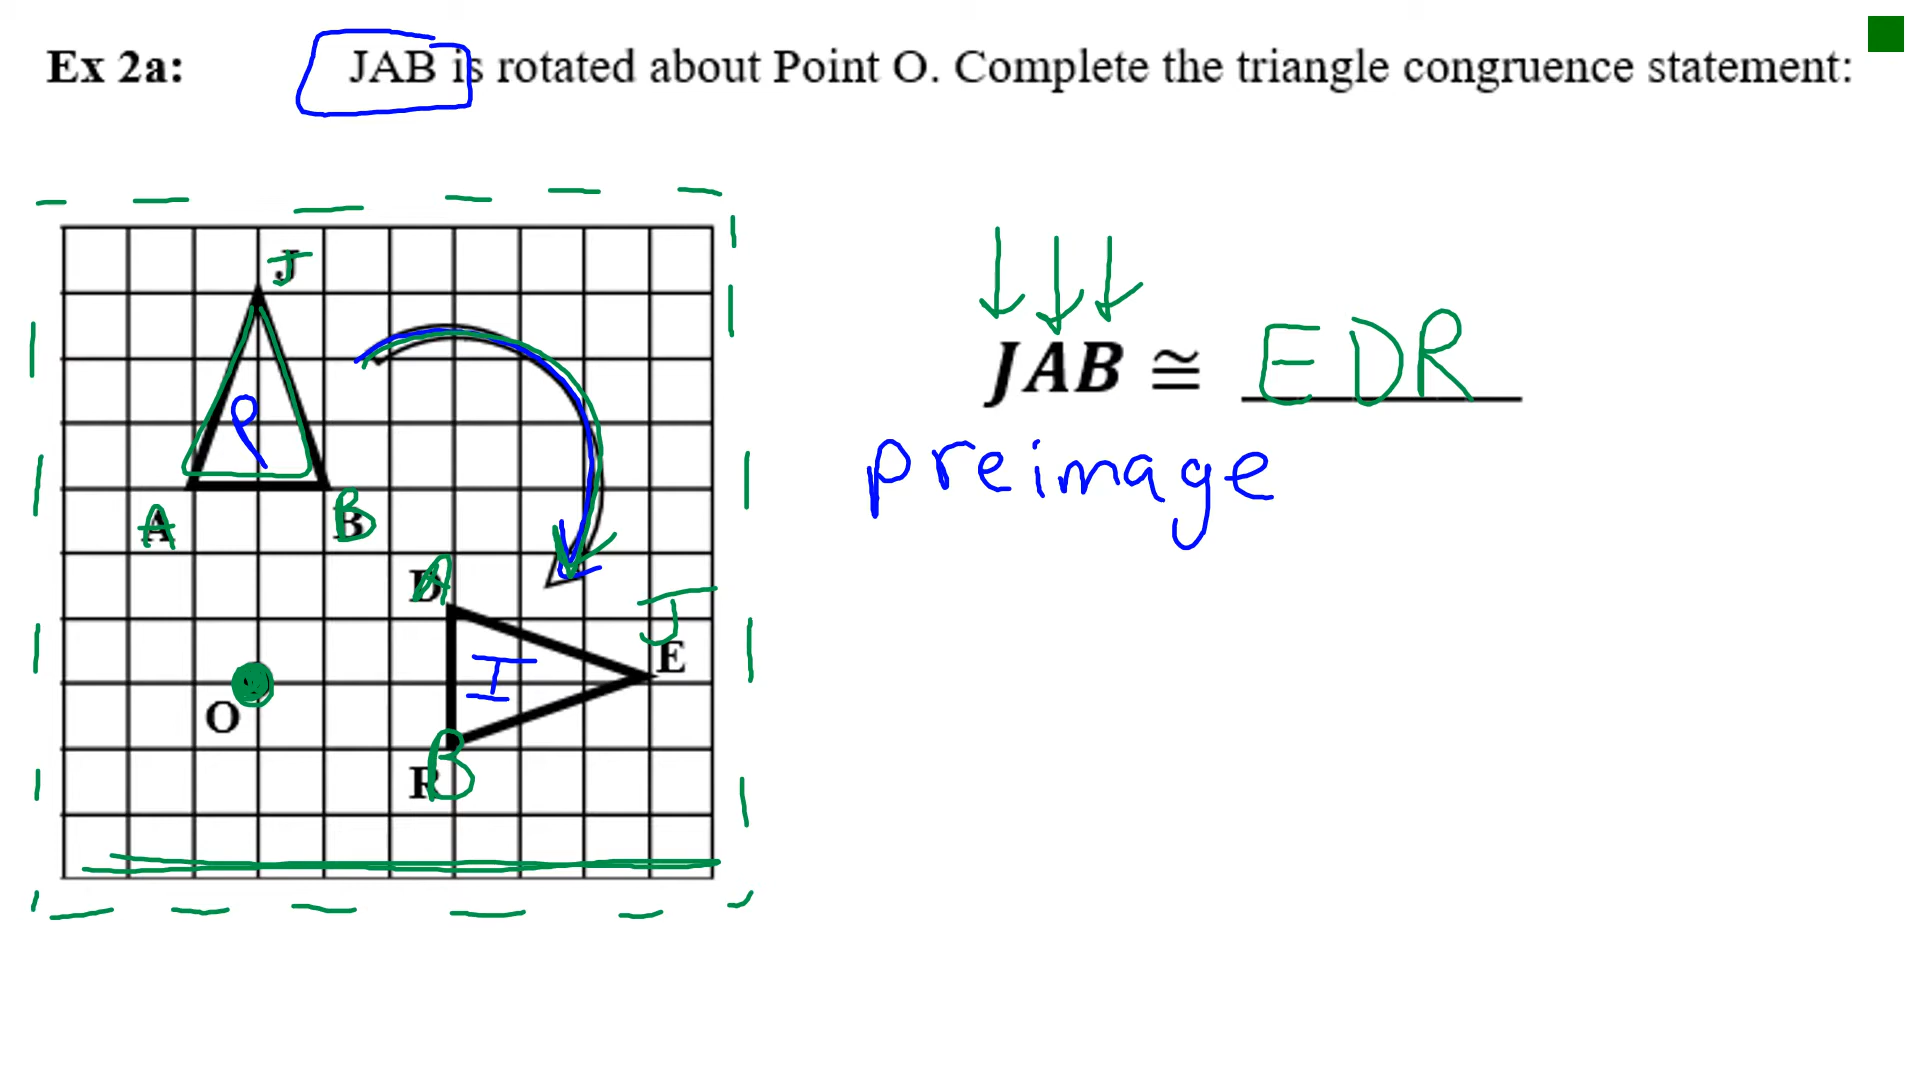 Ex 2a: JAB is rotated about Point O. Complete the triangle congruence statement:
J
JAB ≅ EDR
P
preimage
A B
D A
J
I E
O
R B